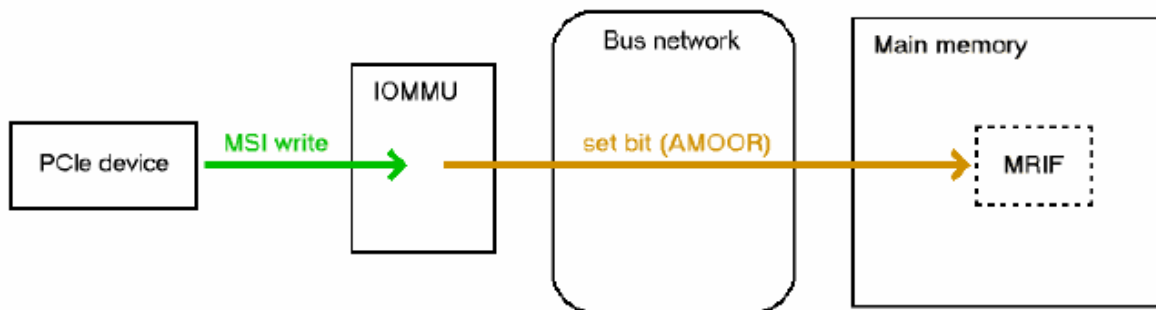 PCIe device
MSI write
IOMMU
Bus network
set bit (AMOOR)
Main memory
MRIF